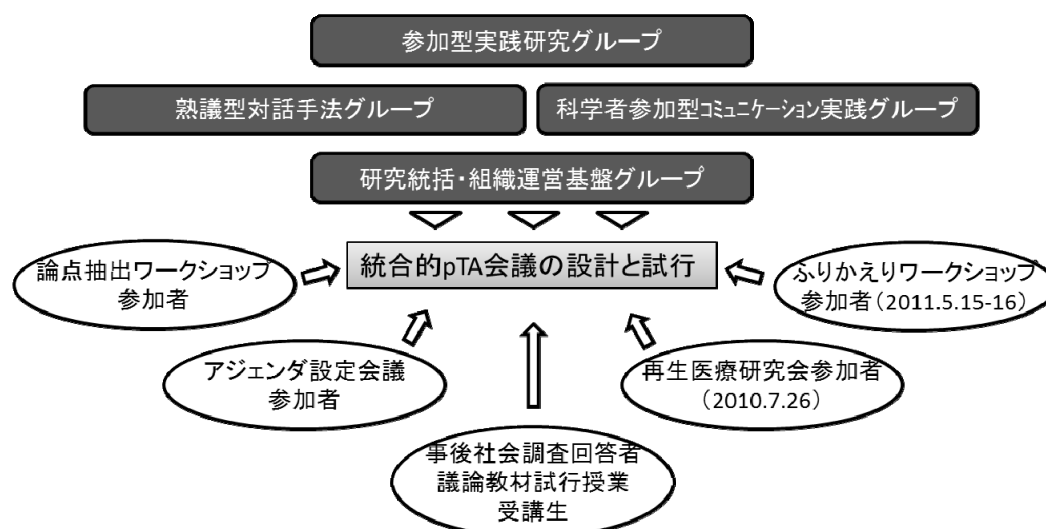 参加型実践研究グループ
熟議型対話手法グループ
科学者参加型コミュニケーション実践グループ
研究統括・組織運営基盤グループ
統合的pTA会議の設計と試行
論点抽出ワークショップ
参加者
ふりかえりワークショップ
参加者(2011.5.15-16)
アジェンダ設定会議
参加者
再生医療研究会参加者
(2010.7.26)
事後社会調査回答者
議論教材試行授業
受講生